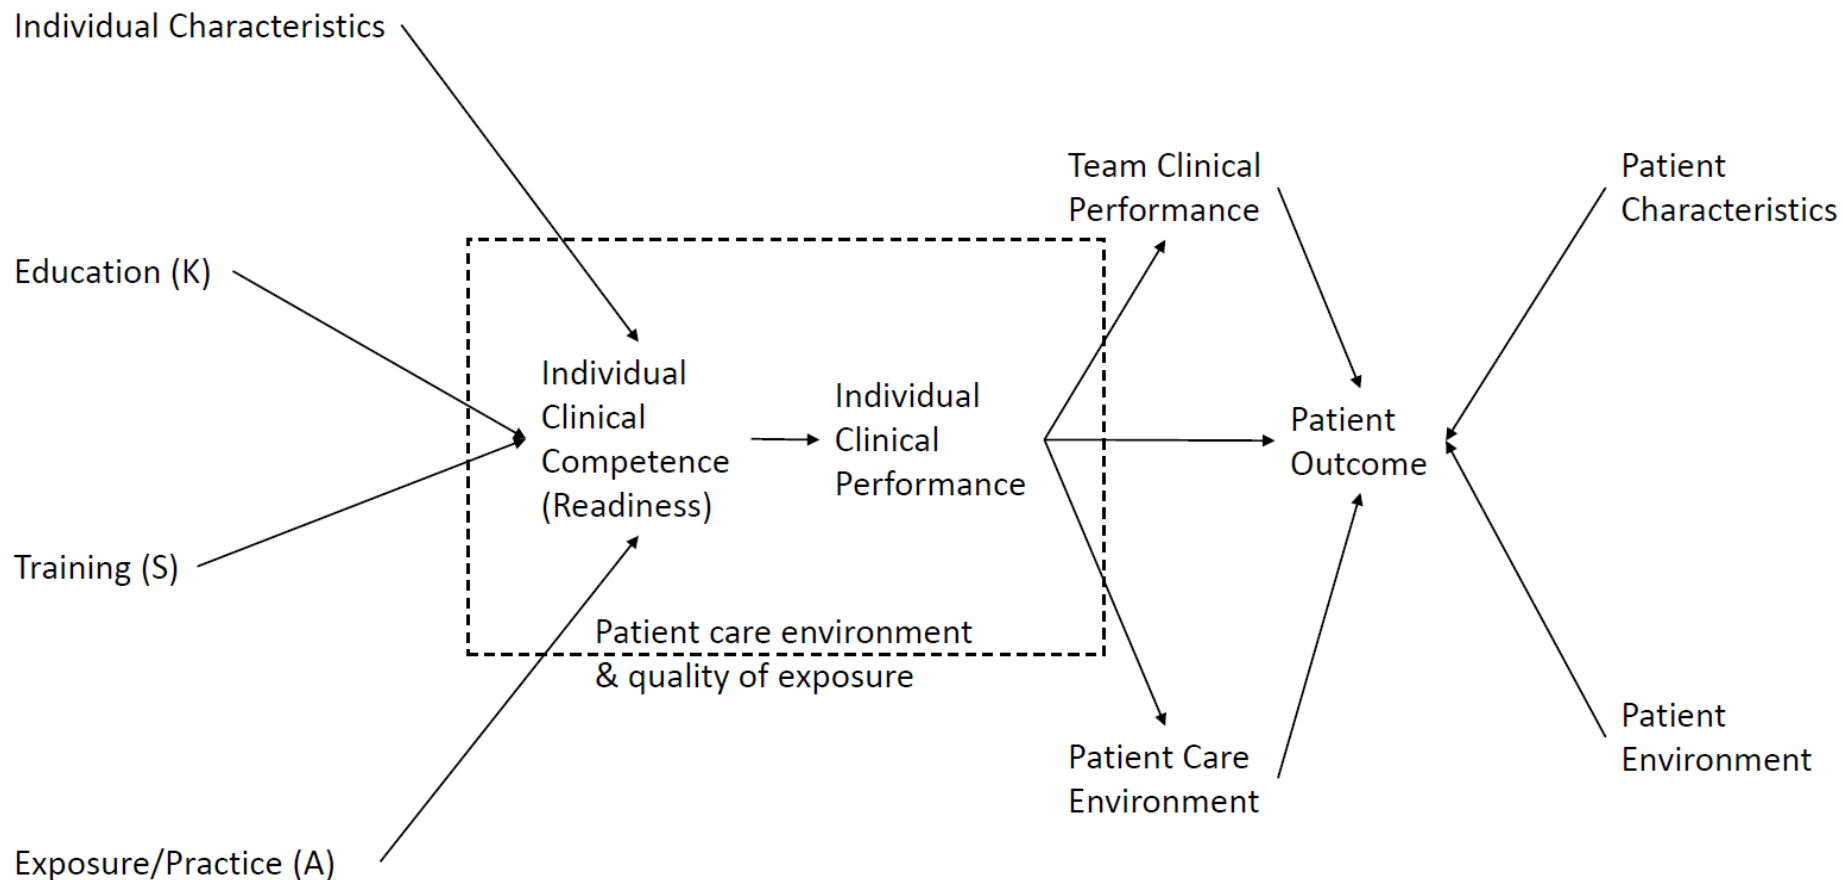 Individual Characteristics
Education (K)
Training (S)
Exposure/Practice (A)
Individual
Clinical
Competence
(Readiness)
Individual
Clinical
Performance
Patient care environment
& quality of exposure
Team Clinical
Performance
Patient Care
Environment
Patient
Outcome
Patient
Characteristics
Patient
Environment